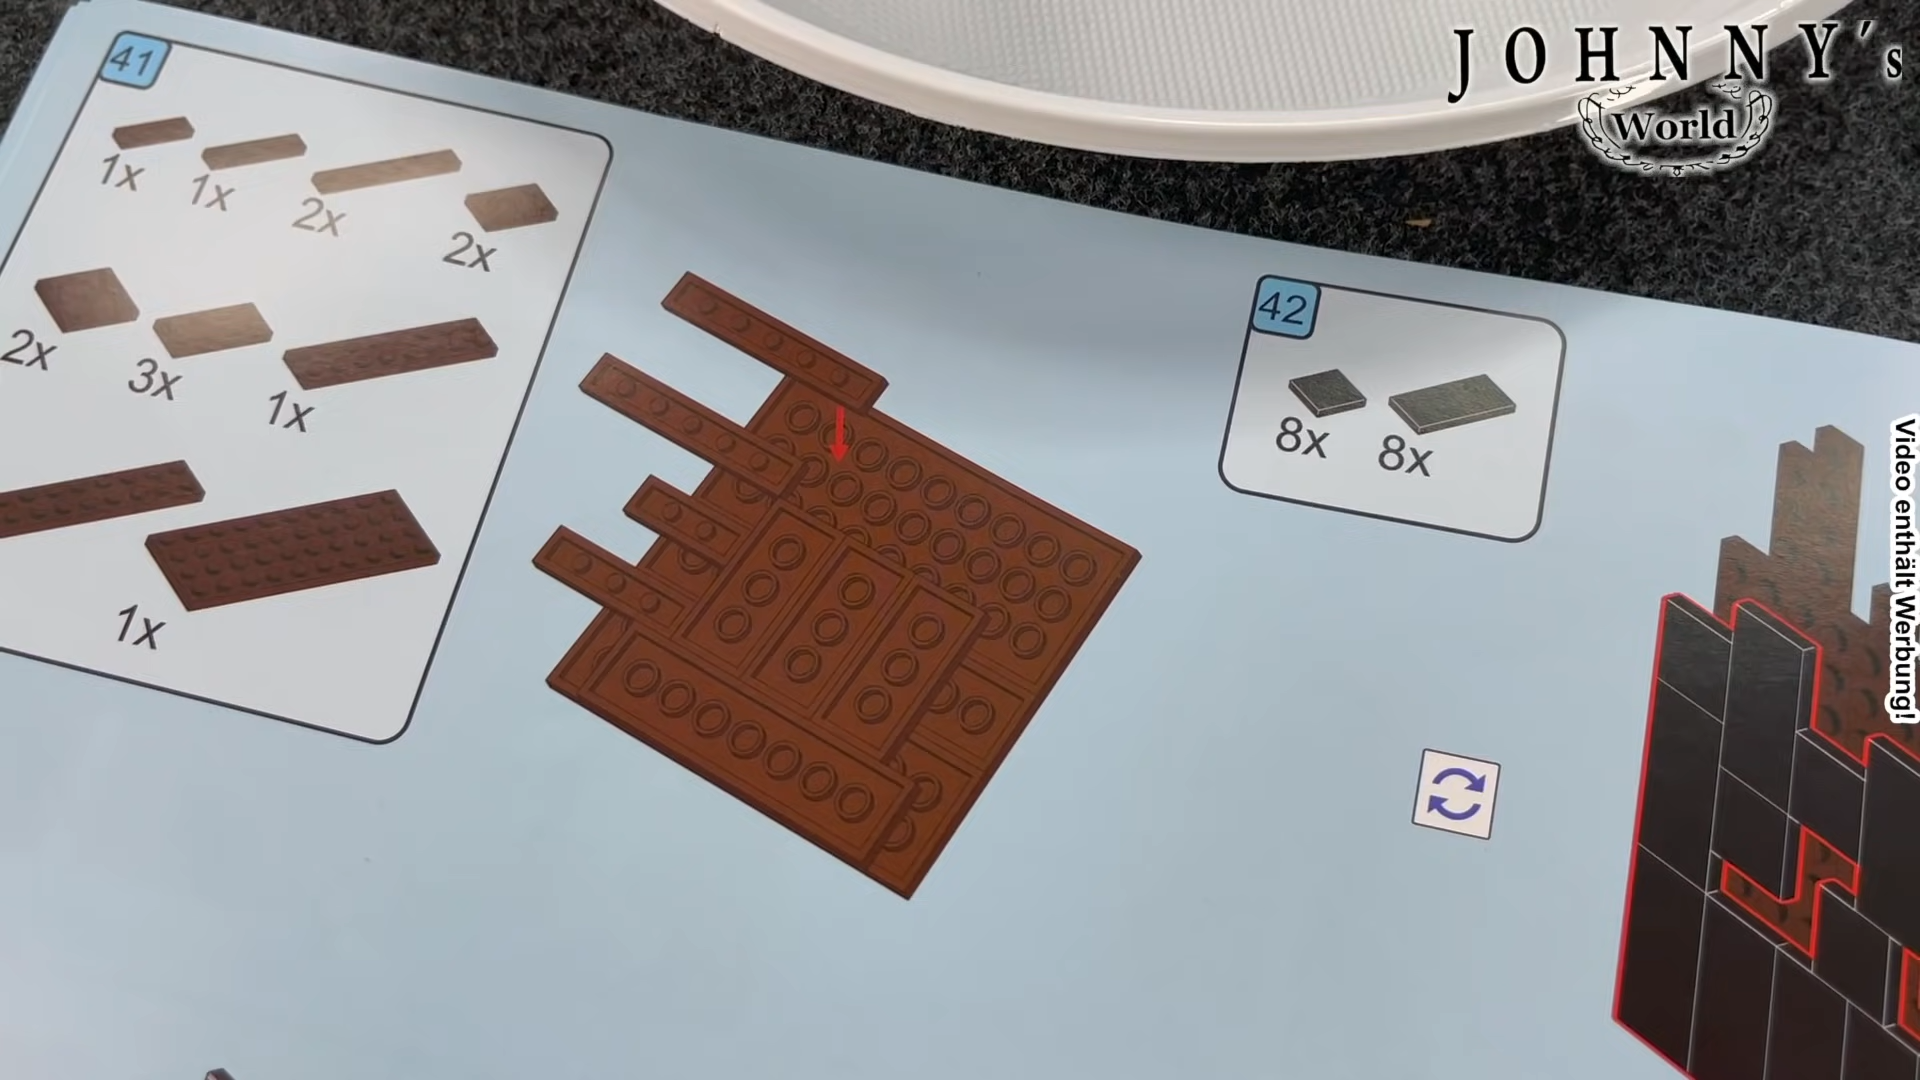 JOHNNY´s
World
41
1x
1x
2x
2x
2x
3x
1x
1x
42
8x
8x
Video enthält Werbung!